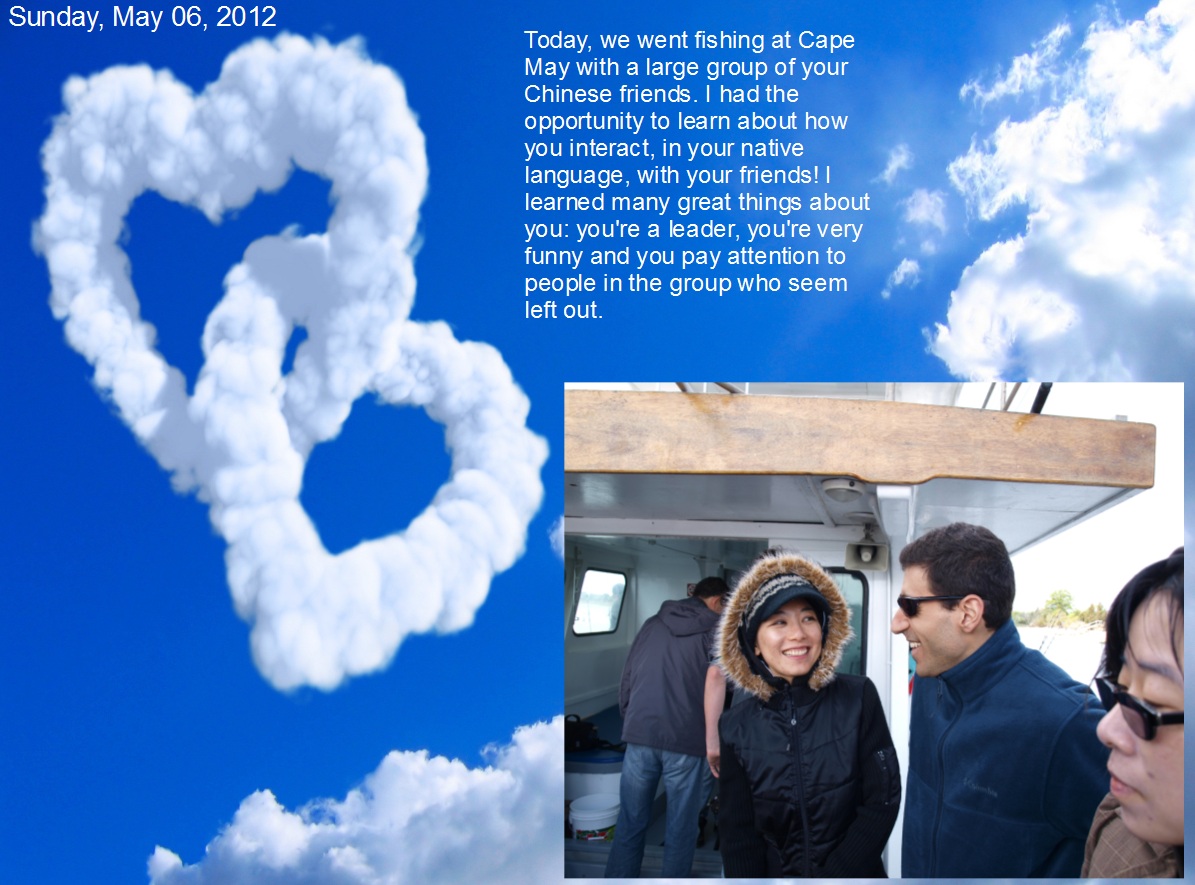 Sunday, May 06, 2012
Today, we went fishing at Cape
May with a large group of your
Chinese friends. I had the
opportunity to learn about how
you interact, in your native
language, with your friends! I
learned many great things about
you: you're a leader, you're very
funny and you pay attention to
people in the group who seem
left out.
Columbia